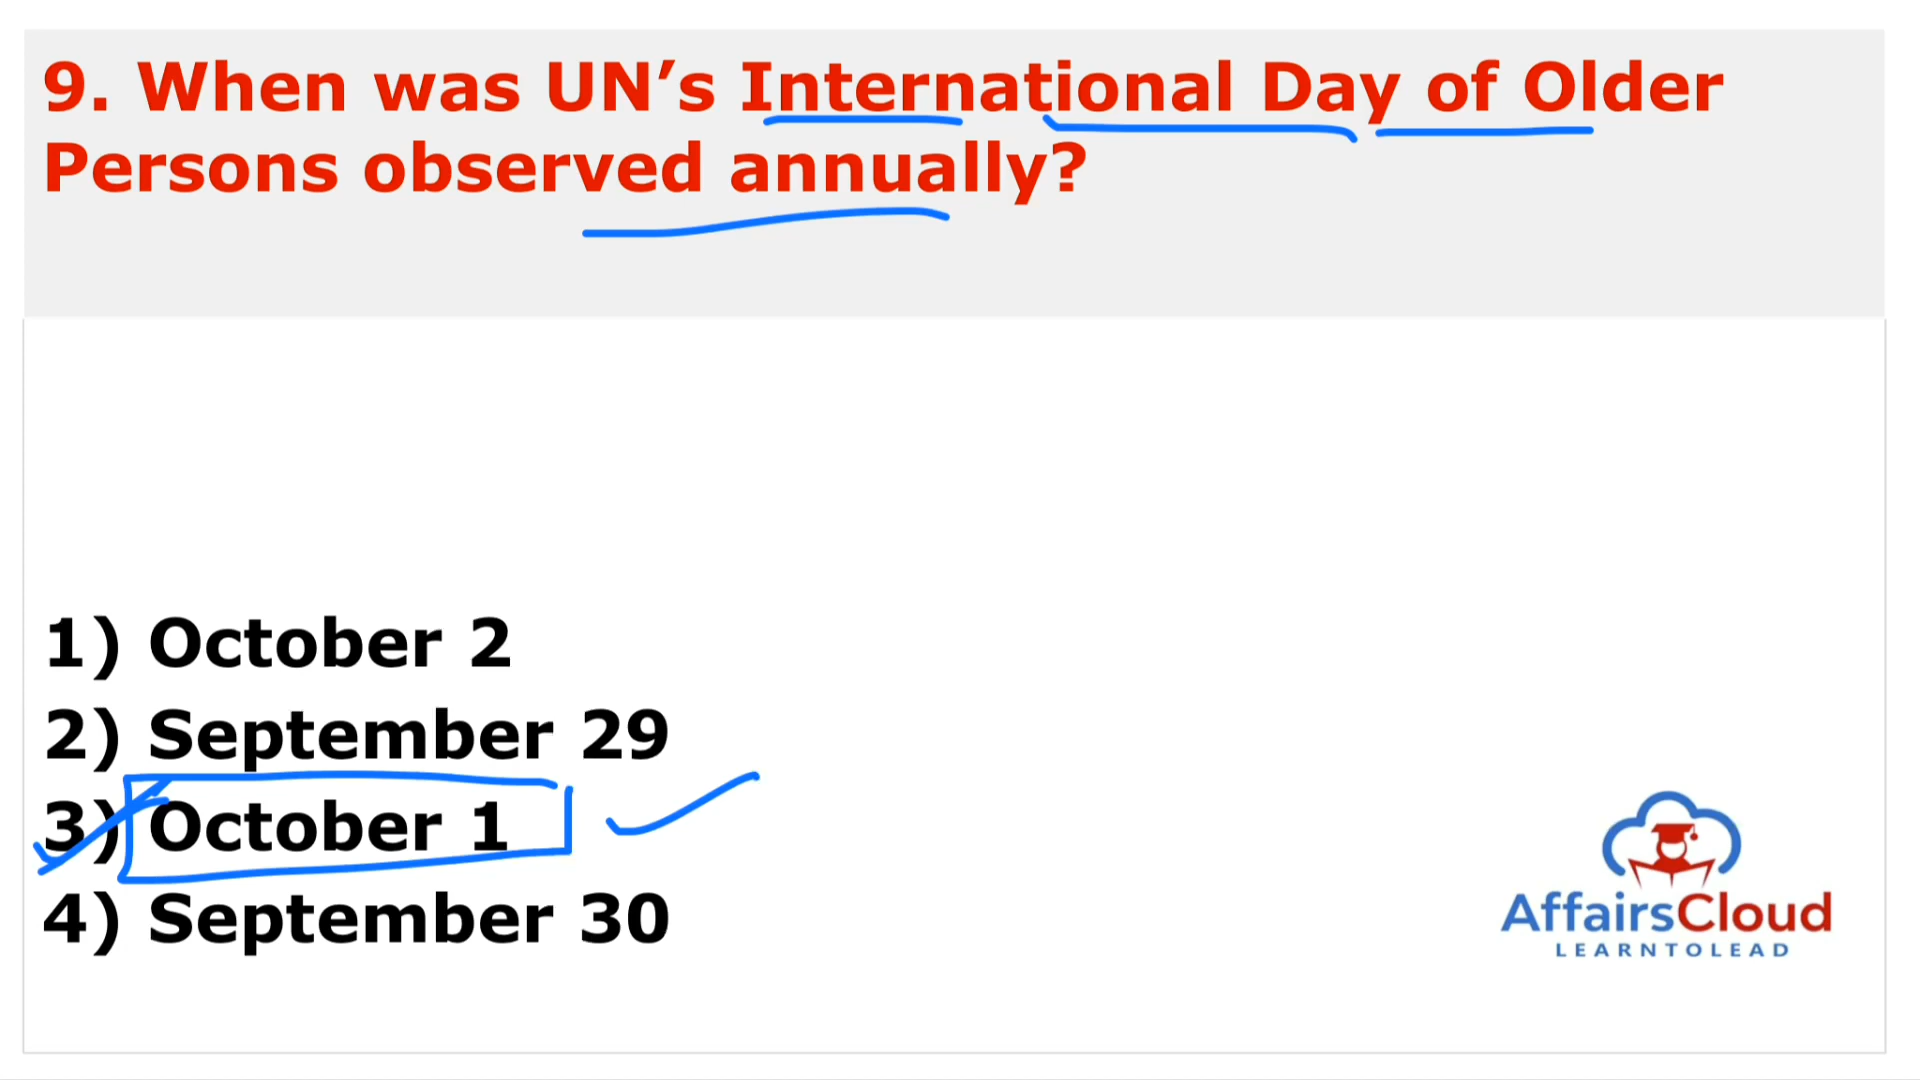 9. When was UN’s International Day of Older
Persons observed annually?
1) October 2
2) September 29
3) October 1
4) September 30
AffairsCloud
LEARNTOLEAD